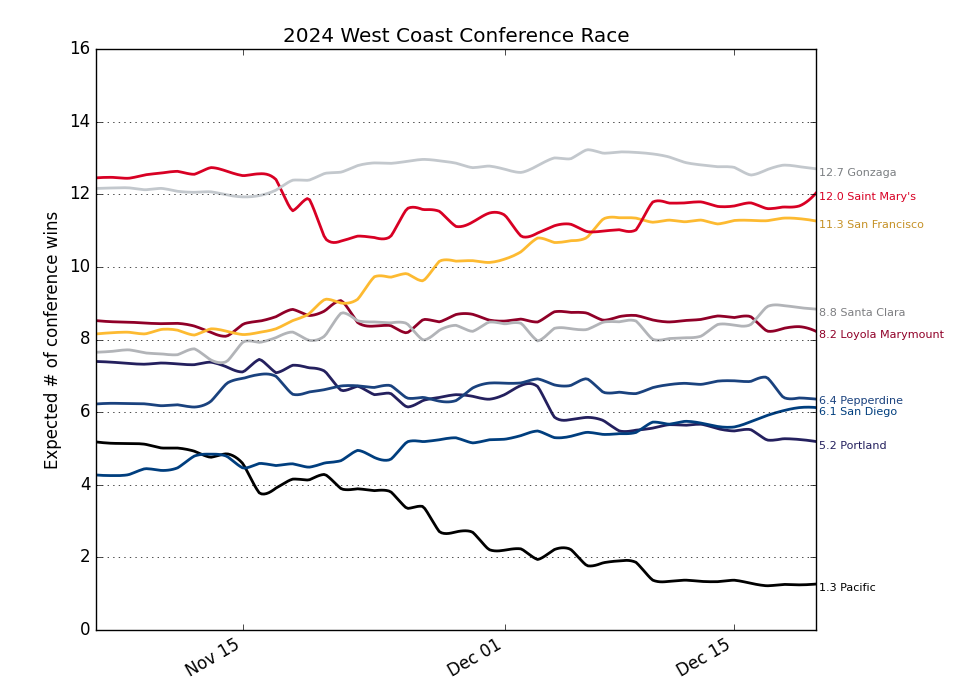 2024 West Coast Conference Race
Expected # of conference wins
16
14
12
10
8
6
4
2
0
Nov 15
Dec 01
Dec 15
12.7 Gonzaga
12.0 Saint Mary's
11.3 San Francisco
8.8 Santa Clara
8.2 Loyola Marymount
6.4 Pepperdine
6.1 San Diego
5.2 Portland
1.3 Pacific